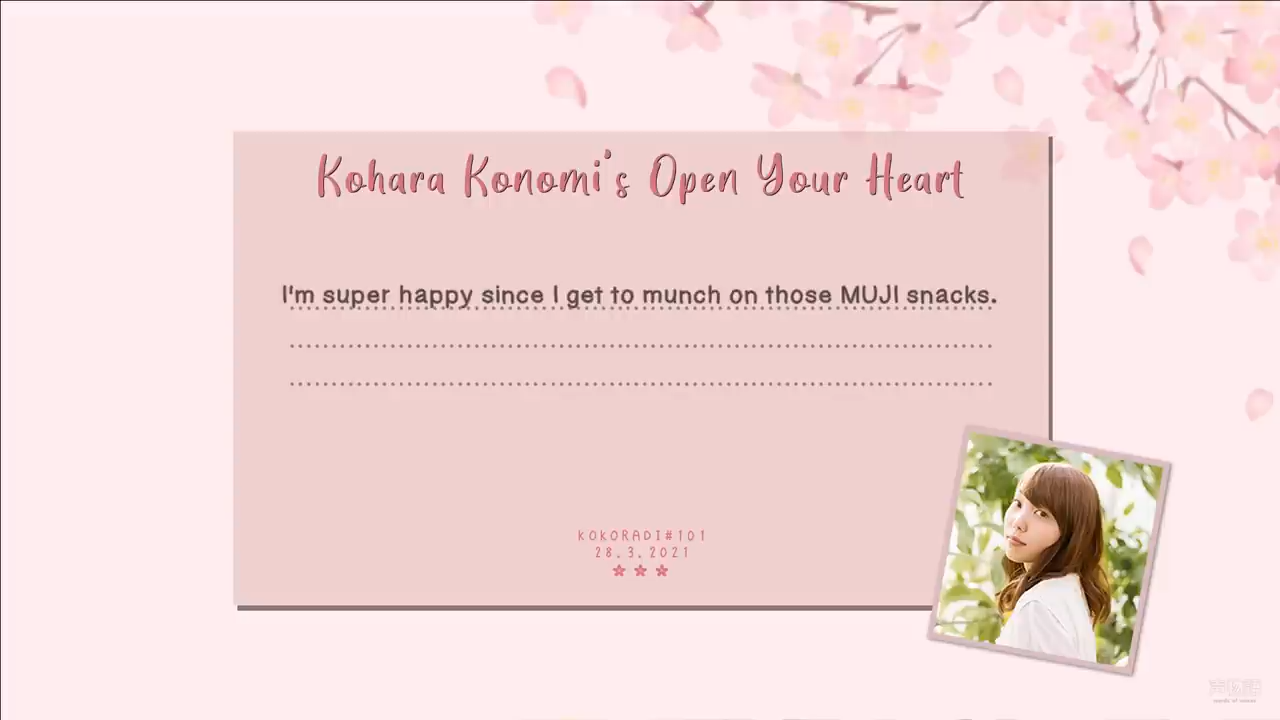 Kohara Konomi's Open Your Heart
I'm super happy since I get to munch on those MUJI snacks.
KOKORADI#101
28.3.2021